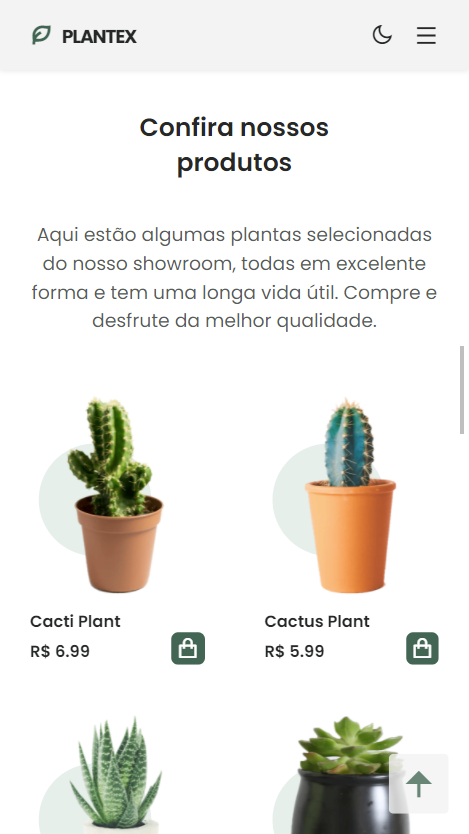 PLANTEX
Confira nossos
produtos
Aqui estão algumas plantas selecionadas
do nosso showroom, todas em excelente
forma e tem uma longa vida útil. Compre e
desfrute da melhor qualidade.
Cacti Plant
R$ 6.99
Cactus Plant
R$ 5.99